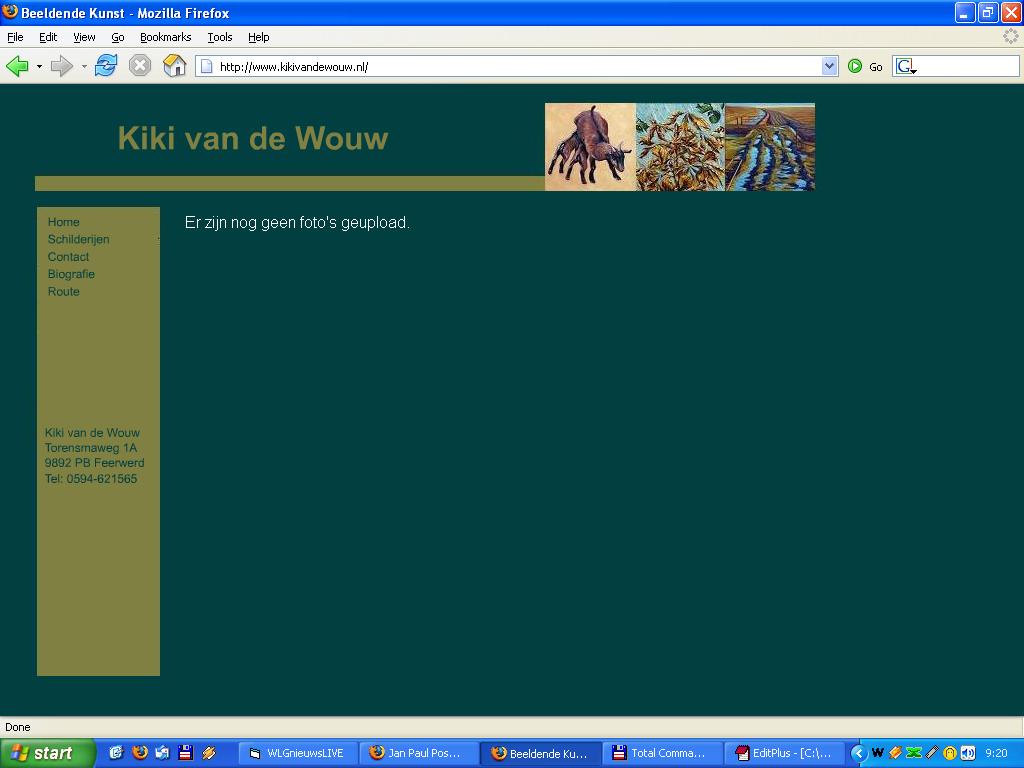 Beeldende Kunst - Mozilla Firefox
File Edit View Go Bookmarks Tools Help
http://www.kikivandewouw.nl/ Go G
Kiki van de Wouw
Home
Schilderijen
Contact
Biografie
Route
Er zijn nog geen foto's geupload.
Kiki van de Wouw
Torensmaweg 1A
9892 PB Feerwerd
Tel: 0594-621565
Done
start WLGnieuwsLIVE Jan Paul Pos... Beeldende Ku... Total Comma... EditPlus - [C:\... W 9:20